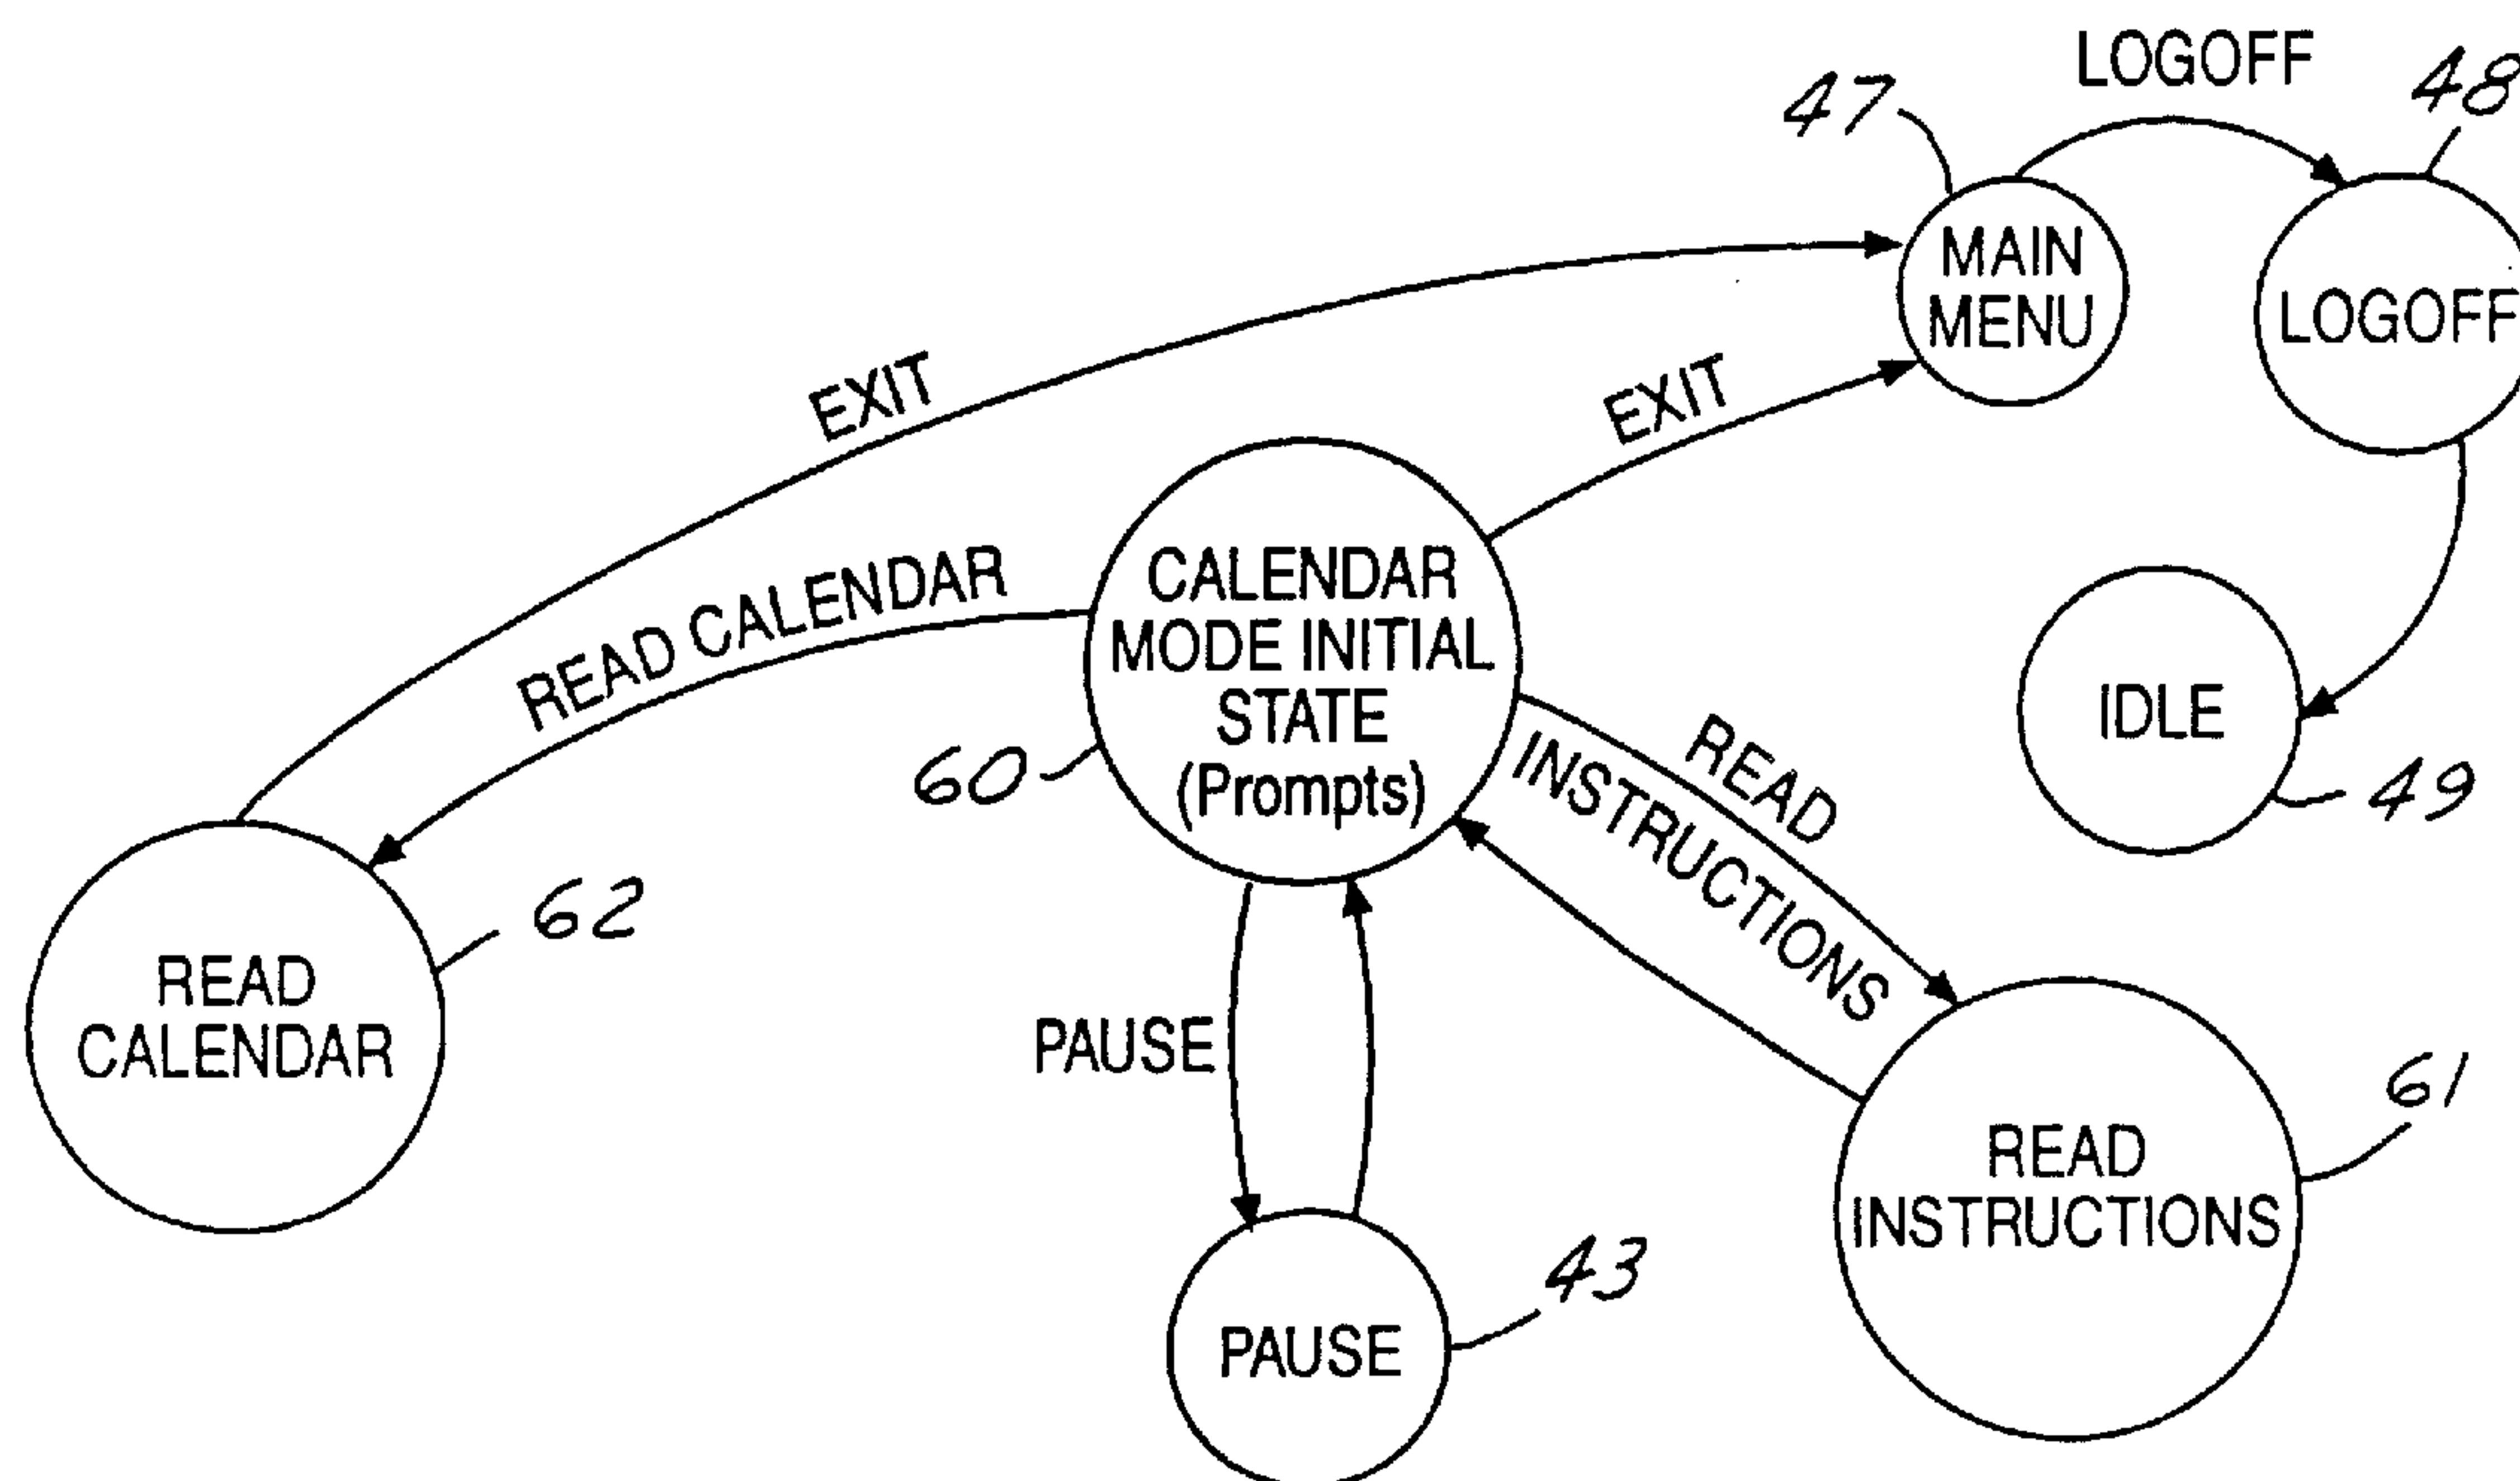 LOGOFF
47
48
MAIN
MENU
LOGOFF
EXIT
EXIT
READ CALENDAR
CALENDAR
MODE INITIAL
STATE
(Prompts)
60
IDLE
49
READ
INSTRUCTIONS
62
READ
CALENDAR
PAUSE
61
READ
INSTRUCTIONS
43
PAUSE